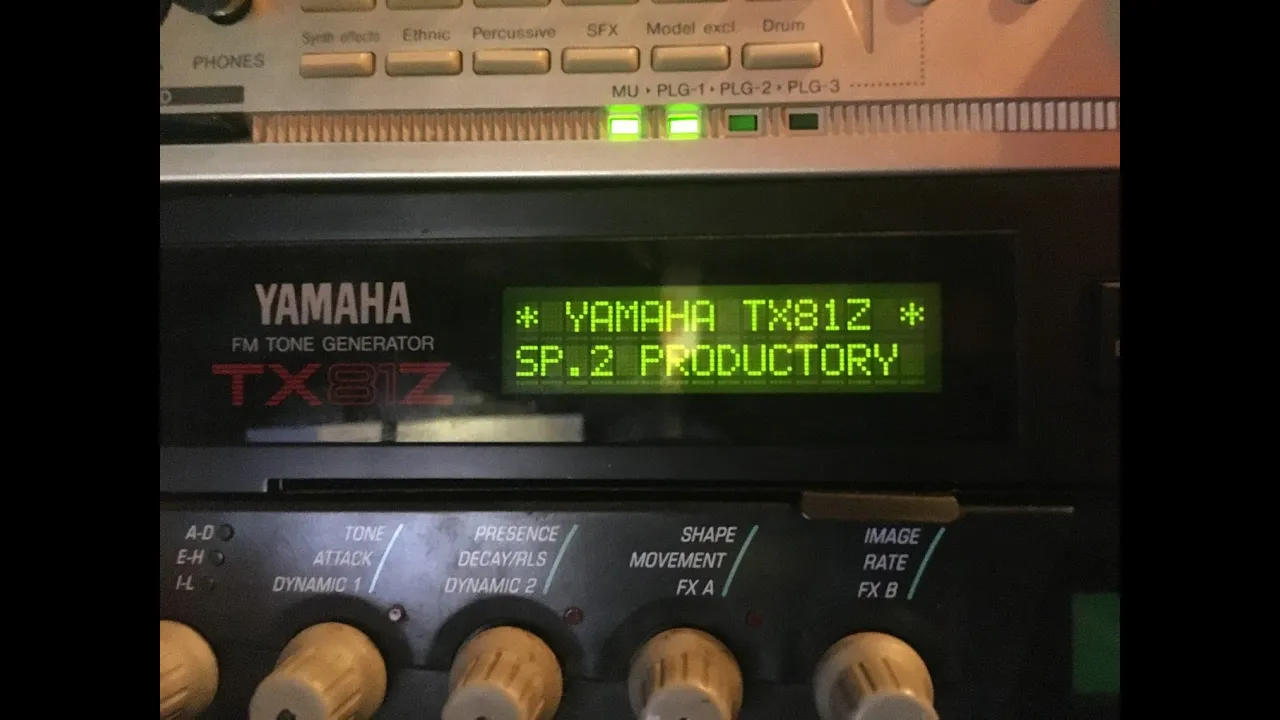 Synth effects Ethnic Percussive SFX Model excl. Drum
PHONES
MU ▸ PLG-1 ▸ PLG-2 ▸ PLG-3
YAMAHA
FM TONE GENERATOR
TX81Z
* YAMAHA TX81Z *
SP.2 PRODUCTORY
A-D
E-H
I-L
TONE
ATTACK
DYNAMIC 1
PRESENCE
DECAY/RLS
DYNAMIC 2
SHAPE
MOVEMENT
FX A
IMAGE
RATE
FX B